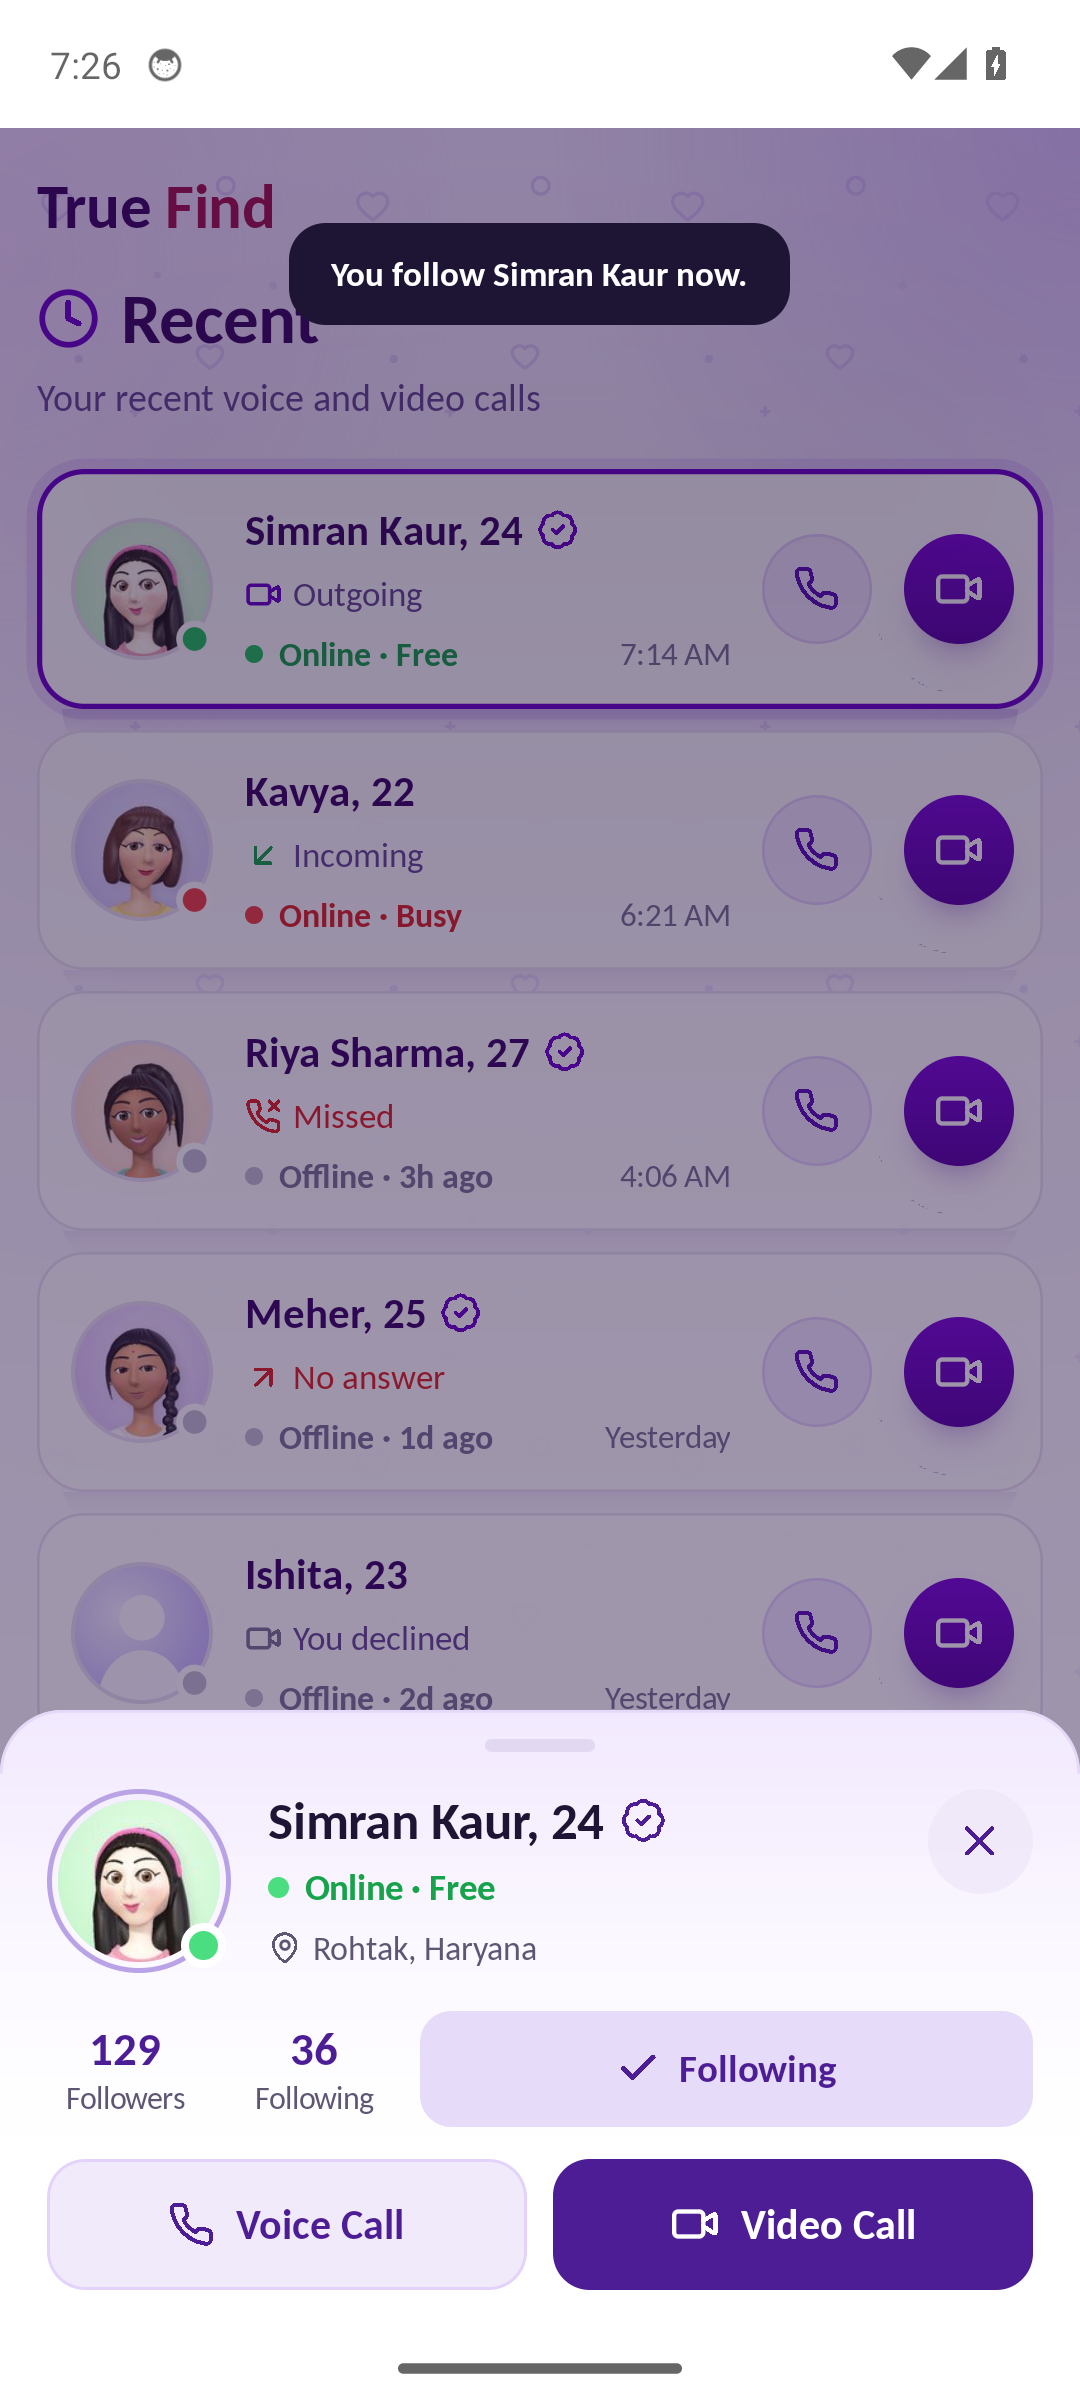 7:26
True Find
You follow Simran Kaur now.
Recent
Your recent voice and video calls
Simran Kaur, 24
Outgoing
Online · Free
7:14 AM
Kavya, 22
Incoming
Online · Busy
6:21 AM
Riya Sharma, 27
Missed
Offline · 3h ago
4:06 AM
Meher, 25
No answer
Offline · 1d ago
Yesterday
Ishita, 23
You declined
Offline · 2d ago
Yesterday
Simran Kaur, 24
Online · Free
Rohtak, Haryana
129
Followers
36
Following
Following
Voice Call
Video Call